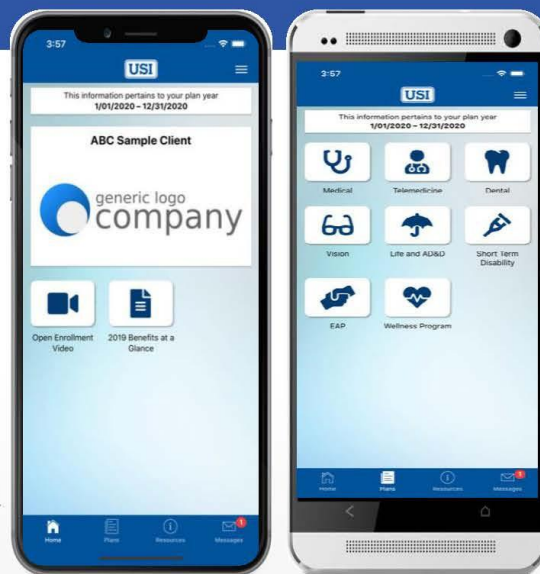 3:57
USI
This information pertains to your plan year
1/01/2020 – 12/31/2020
ABC Sample Client
generic logo
company
Open Enrollment
Video
2019 Benefits at a
Glance
Home
Plans
Resources
Messages
1
3:57
USI
This information pertains to your plan year
1/01/2020 – 12/31/2020
Medical
Telemedicine
Dental
Vision
Life and AD&D
Short Term
Disability
EAP
Wellness Program
Home
Plans
Resources
Messages
1